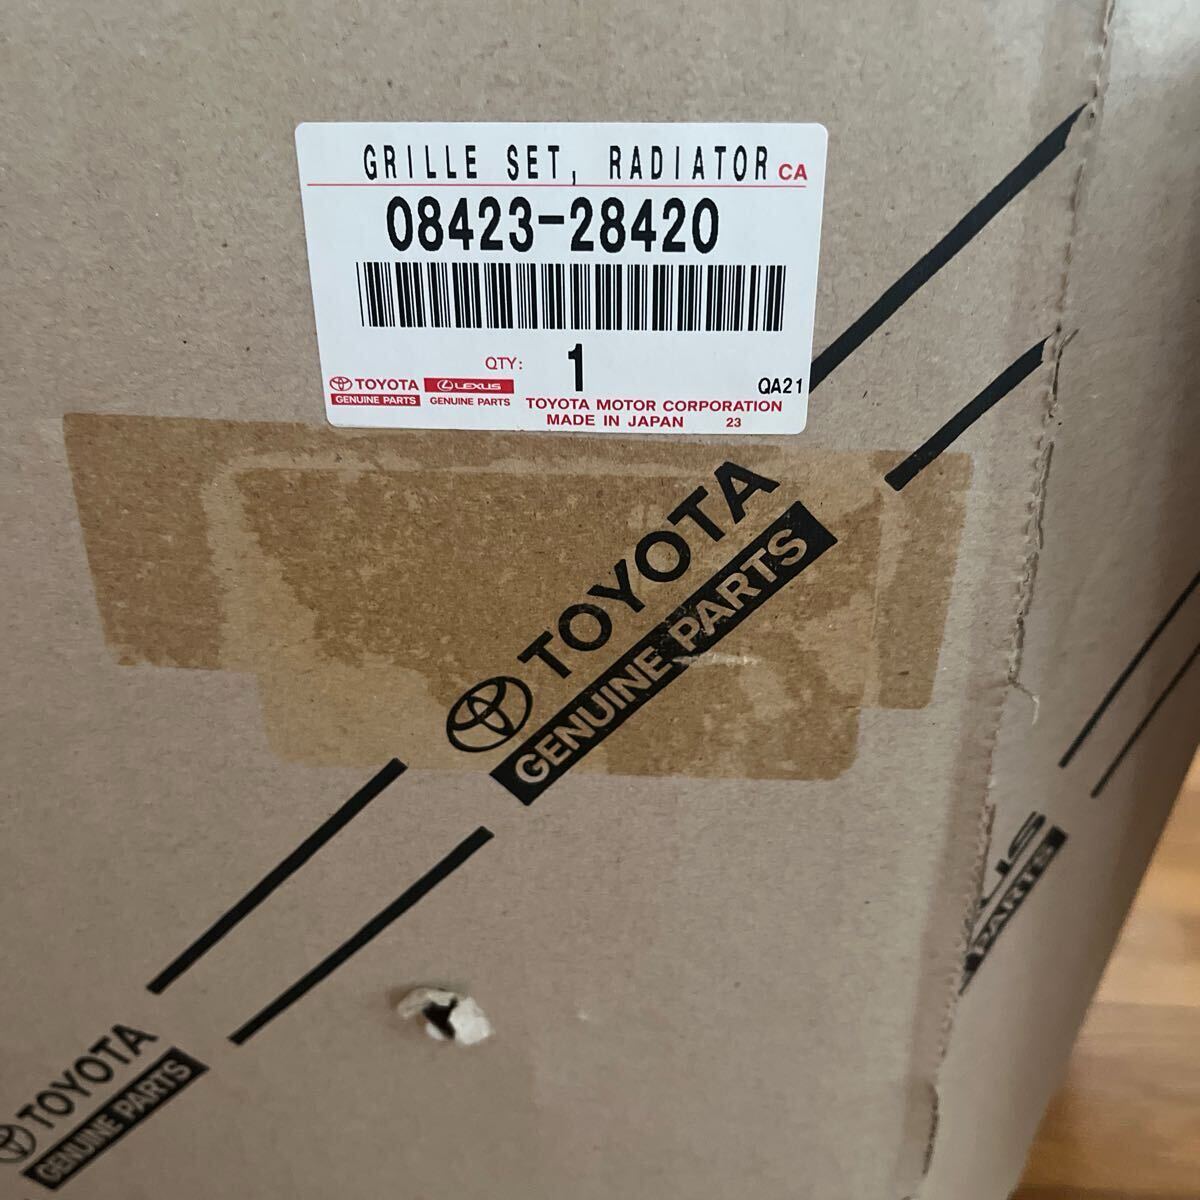 GRILLE SET, RADIATOR CA
08423-28420
QTY: 1
QA21
TOYOTA LEXUS
GENUINE PARTS GENUINE PARTS
TOYOTA MOTOR CORPORATION
MADE IN JAPAN 23
TOYOTA
GENUINE PARTS
TOYOTA
GENUINE PARTS
PARTS